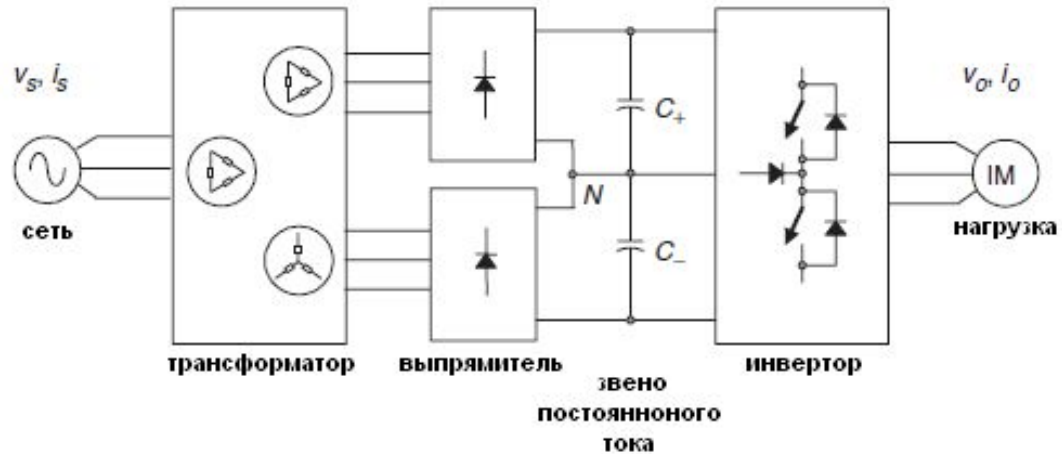 vs, is
vo, io
C+
IM
N
сеть
нагрузка
C−
трансформатор
выпрямитель
инвертор
звено
постоянноного
тока